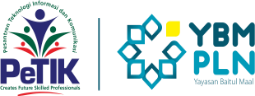 Pesantren Teknologi Informasi dan Komunikasi
PeTIK
Creates Future Skilled Professionals
YBM
PLN
Yayasan Baitul Maal